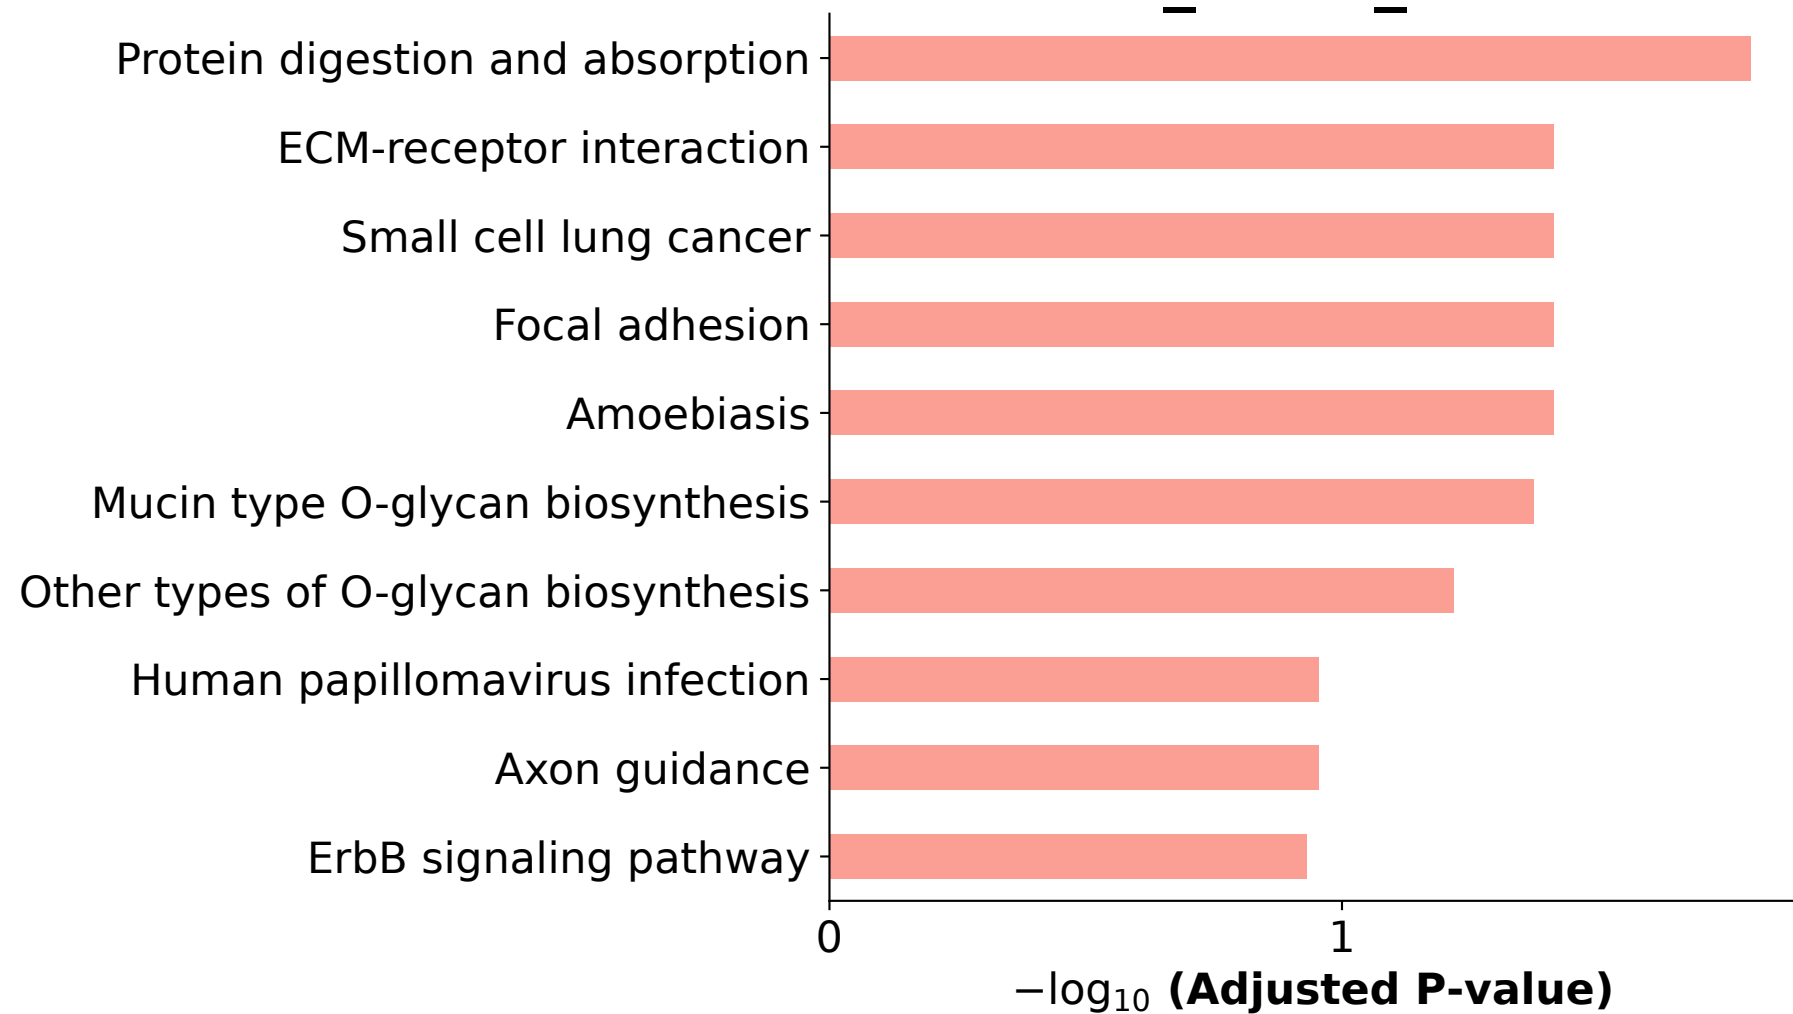 Protein digestion and absorption
ECM-receptor interaction
Small cell lung cancer
Focal adhesion
Amoebiasis
Mucin type O-glycan biosynthesis
Other types of O-glycan biosynthesis
Human papillomavirus infection
Axon guidance
ErbB signaling pathway
0 1
−log₁₀ (Adjusted P-value)